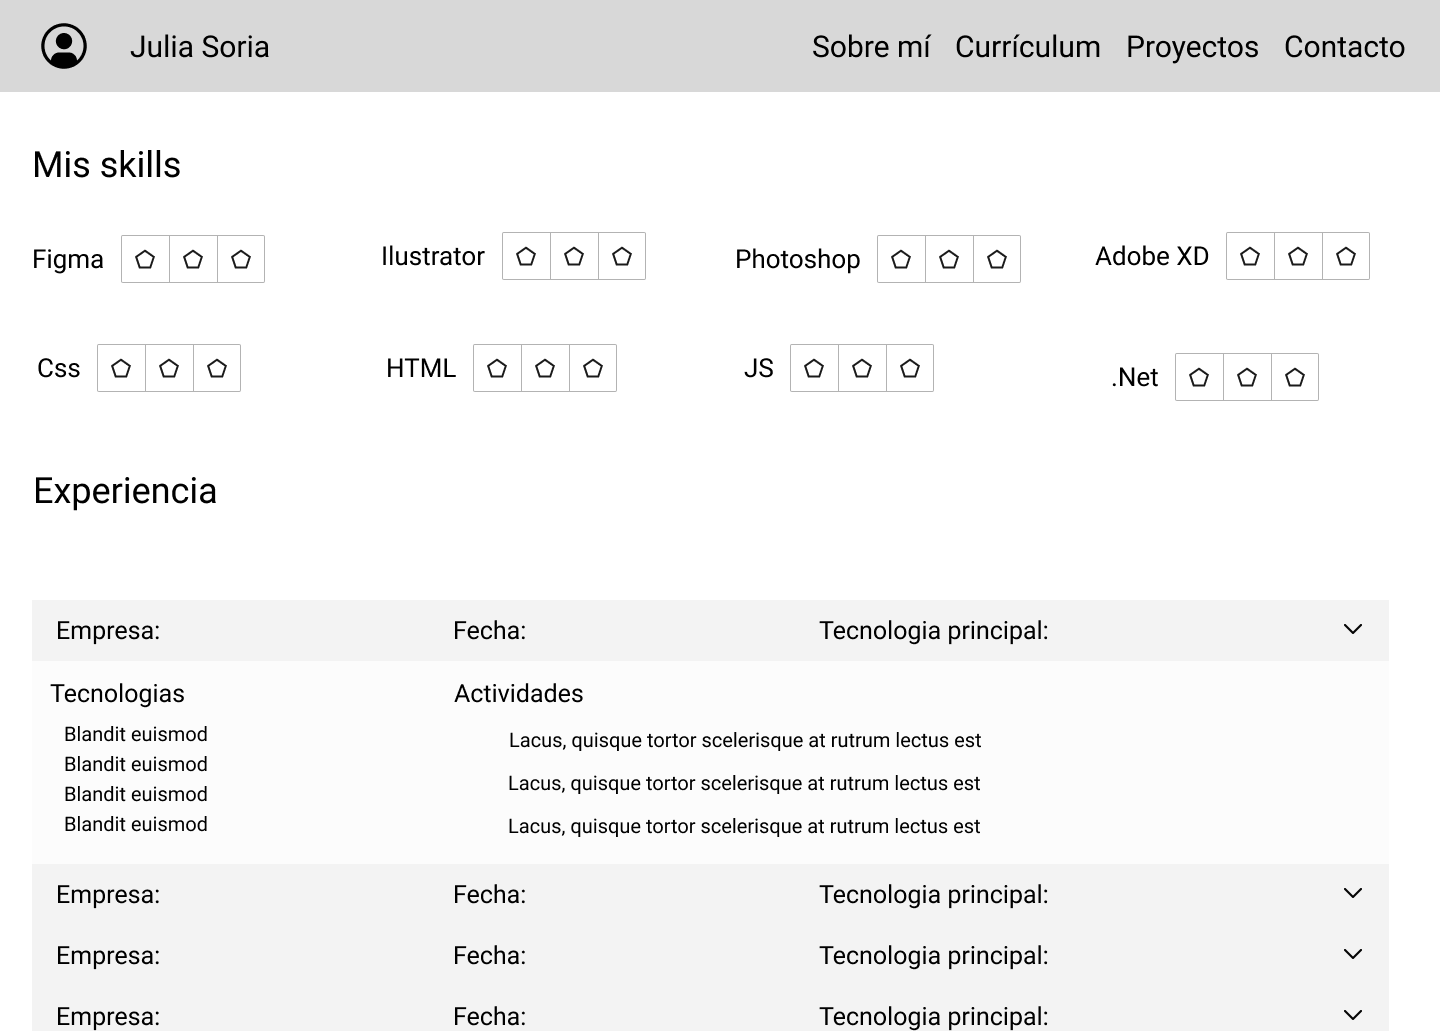 Julia Soria
Sobre mí Currículum Proyectos Contacto
Mis skills
Figma Ilustrator Photoshop Adobe XD
Css HTML JS .Net
Experiencia
Empresa: Fecha: Tecnologia principal:
Tecnologias
Blandit euismod
Blandit euismod
Blandit euismod
Blandit euismod
Actividades
Lacus, quisque tortor scelerisque at rutrum lectus est
Lacus, quisque tortor scelerisque at rutrum lectus est
Lacus, quisque tortor scelerisque at rutrum lectus est
Empresa: Fecha: Tecnologia principal:
Empresa: Fecha: Tecnologia principal:
Empresa: Fecha: Tecnologia principal: